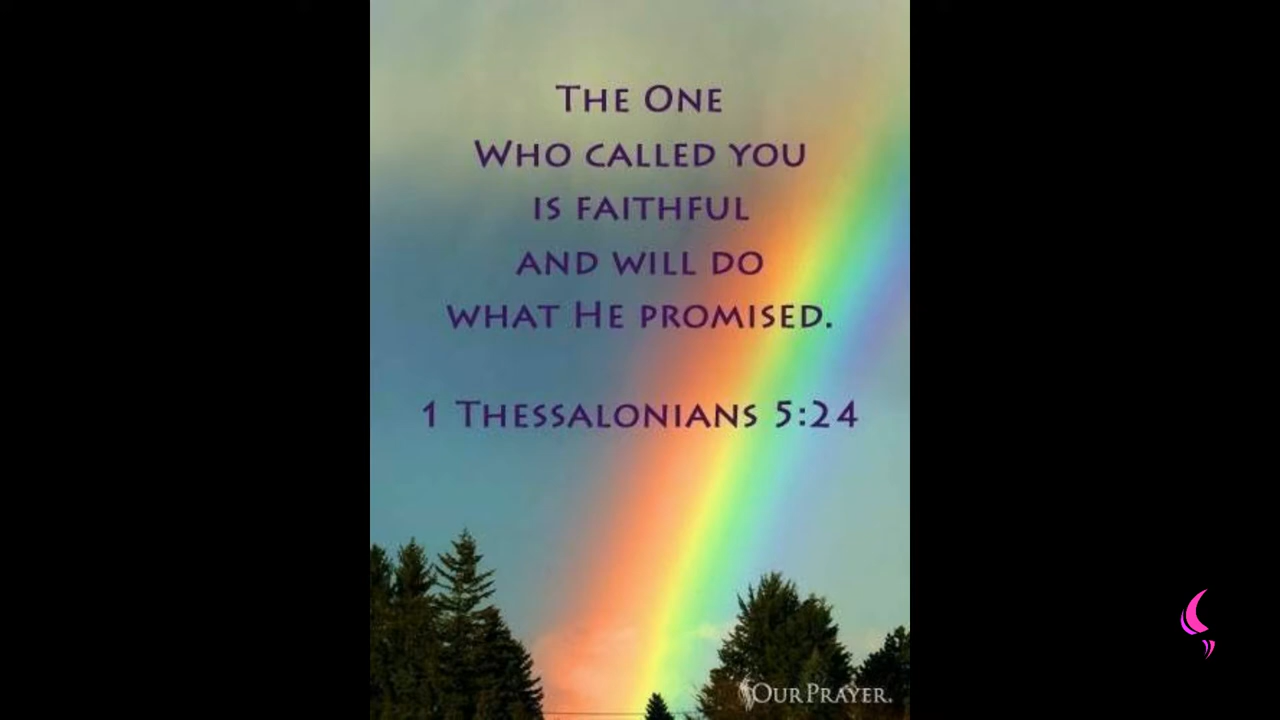 The One
Who called you
is faithful
and will do
what He promised.
1 Thessalonians 5:24
OurPrayer.